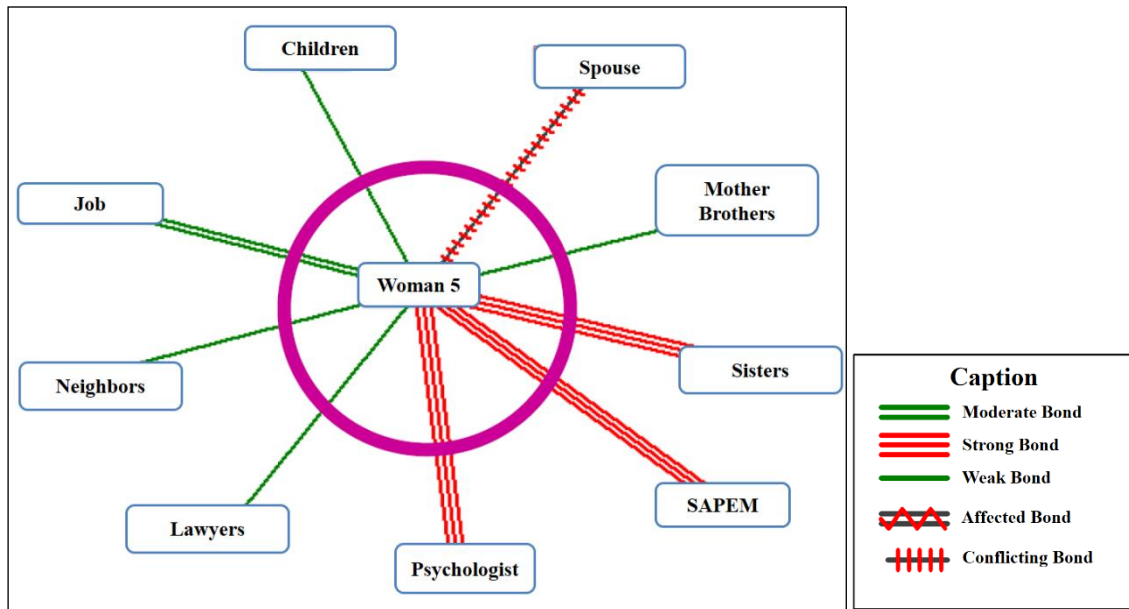 Children
Spouse
Job
Mother
Brothers
Woman 5
Neighbors
Sisters
Lawyers
SAPEM
Psychologist
Caption
Moderate Bond
Strong Bond
Weak Bond
Affected Bond
Conflicting Bond